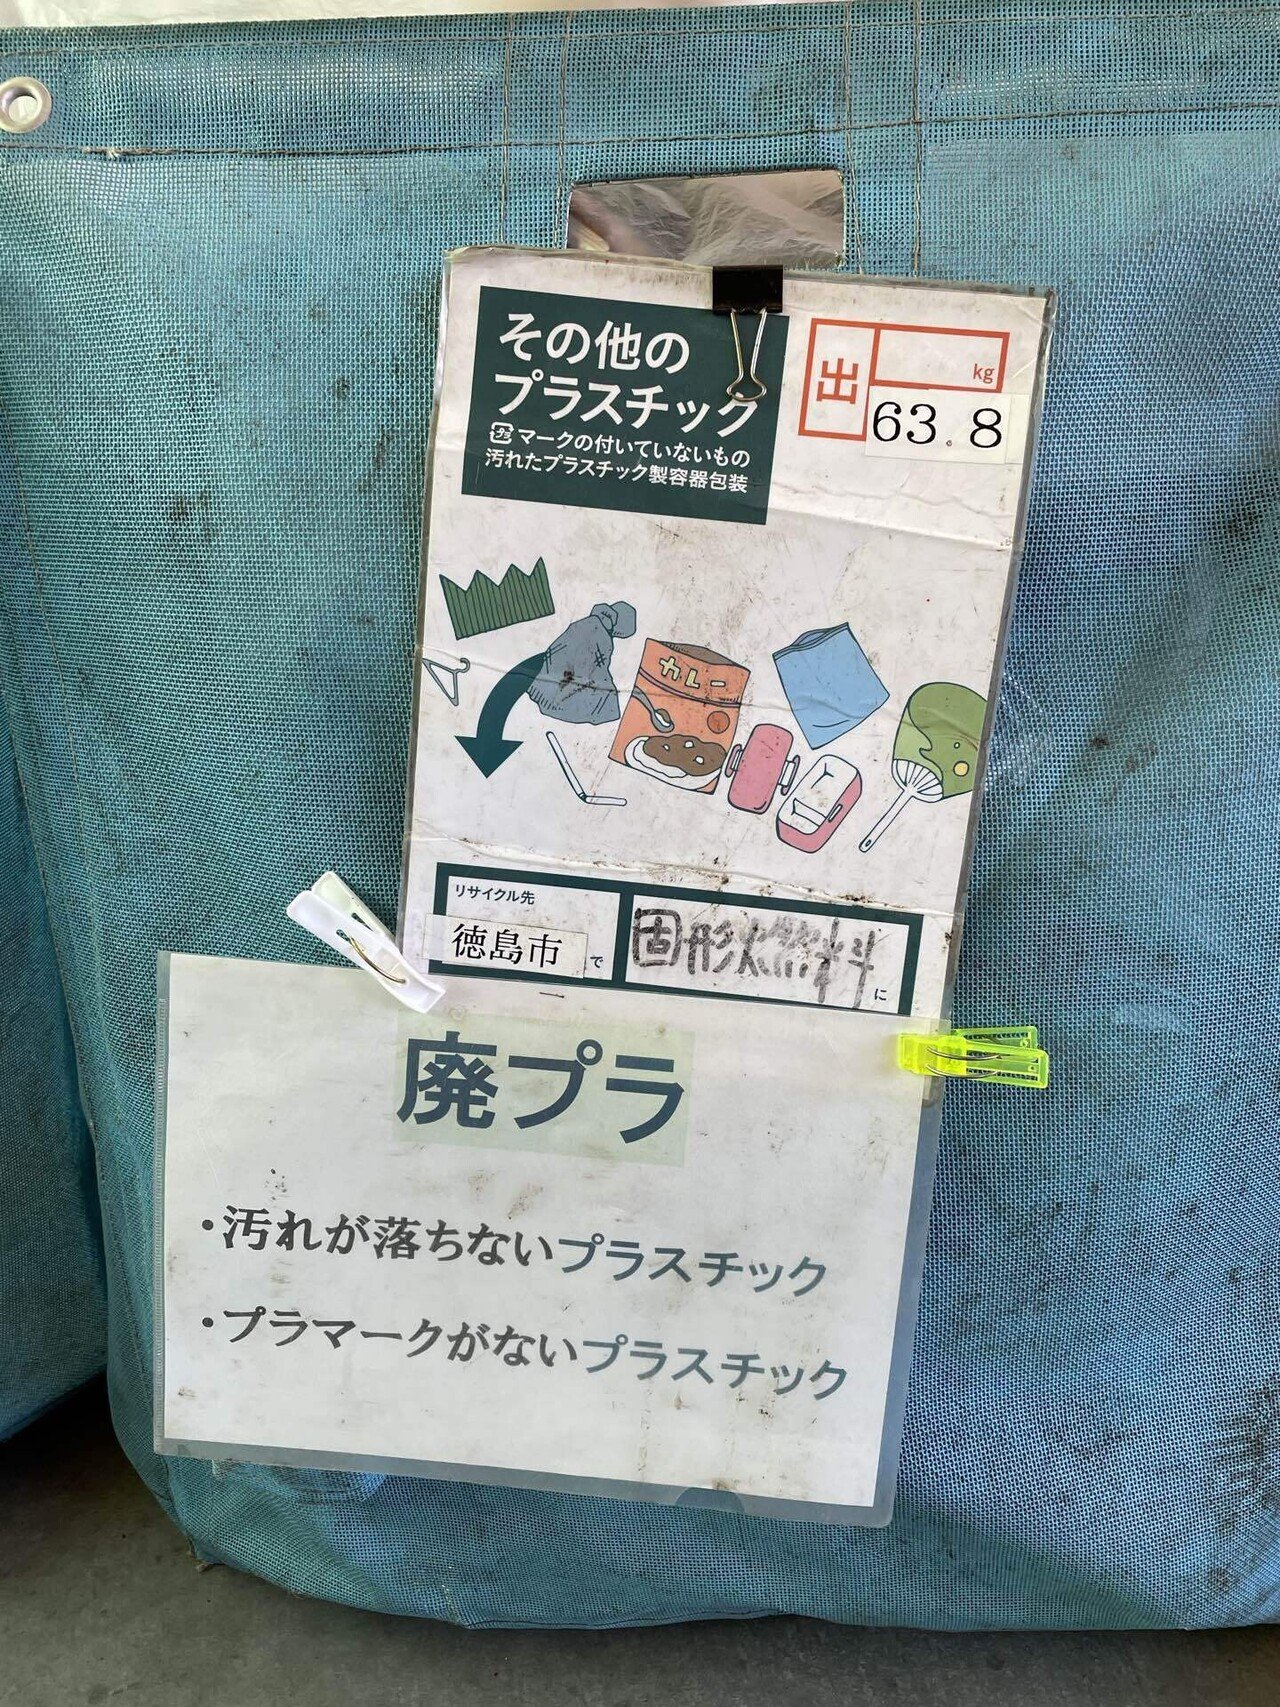 その他の
プラスチック
プラマークの付いていないもの
汚れたプラスチック製容器包装
出
kg
63.8
カレー
リサイクル先
徳島市で
固形燃料に
廃プラ
・汚れが落ちないプラスチック
・プラマークがないプラスチック